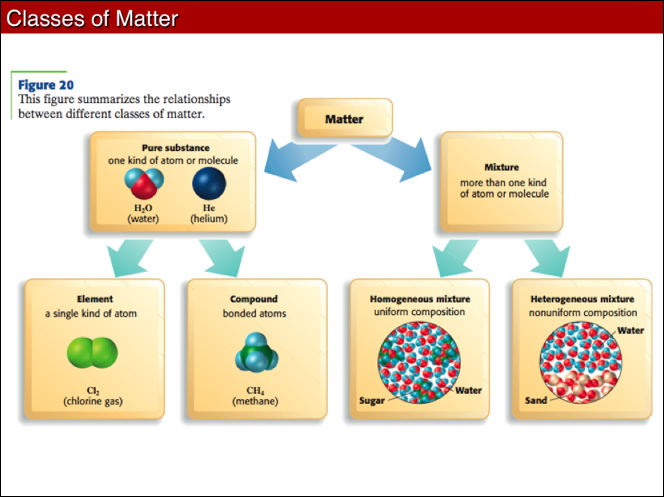 Classes of Matter
Figure 20
This figure summarizes the relationships
between different classes of matter.
Matter
Pure substance
one kind of atom or molecule
H₂O
(water)
He
(helium)
Mixture
more than one kind
of atom or molecule
Element
a single kind of atom
Cl₂
(chlorine gas)
Compound
bonded atoms
CH₄
(methane)
Homogeneous mixture
uniform composition
Water
Sugar
Heterogeneous mixture
nonuniform composition
Water
Sand